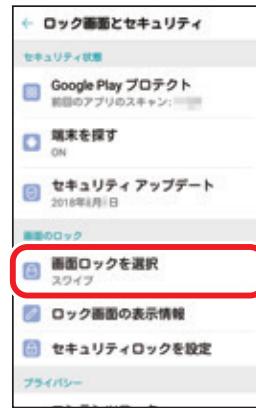 ← ロック画面とセキュリティ
セキュリティ状態
Google Play プロテクト
前回のアプリのスキャン:
端末を探す
ON
セキュリティ アップデート
2018年 月 日
画面のロック
画面ロックを選択
スワイプ
ロック画面の表示情報
セキュリティロックを設定
プライバシー